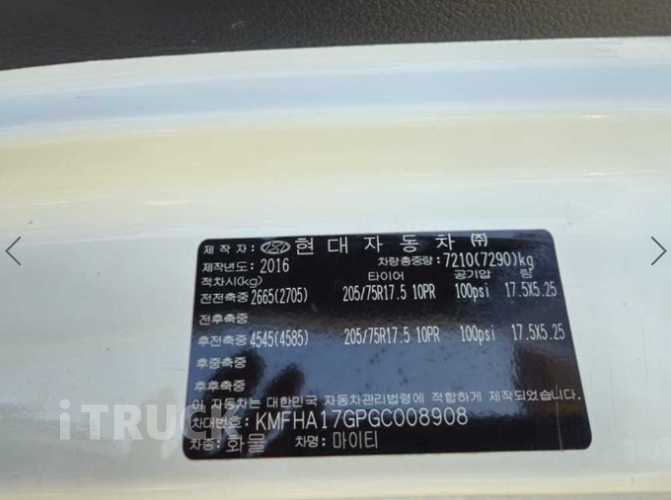 제 작 자: 현 대 자 동 차 ㈜
제작년도: 2016 차량총중량: 7210(7290)kg
적차시(kg) 타이어 공기압 량
전전축중 2665(2705) 205/75R17.5 10PR 100psi 17.5X5.25
전후축중
후전축중 4545(4585) 205/75R17.5 10PR 100psi 17.5X5.25
후중축중
후후축중
이 자동차는 대한민국 자동차관리법령에 적합하게 제작되었습니다.
차대번호: KMFHA17GPGC008908
차종: 화 물 차명: 마이티
iTRUCK